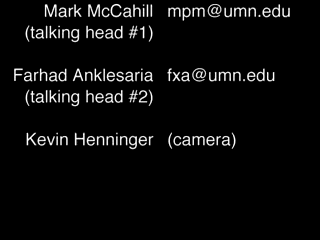 Mark McCahill mpm@umn.edu
(talking head #1)
Farhad Anklesaria fxa@umn.edu
(talking head #2)
Kevin Henninger (camera)